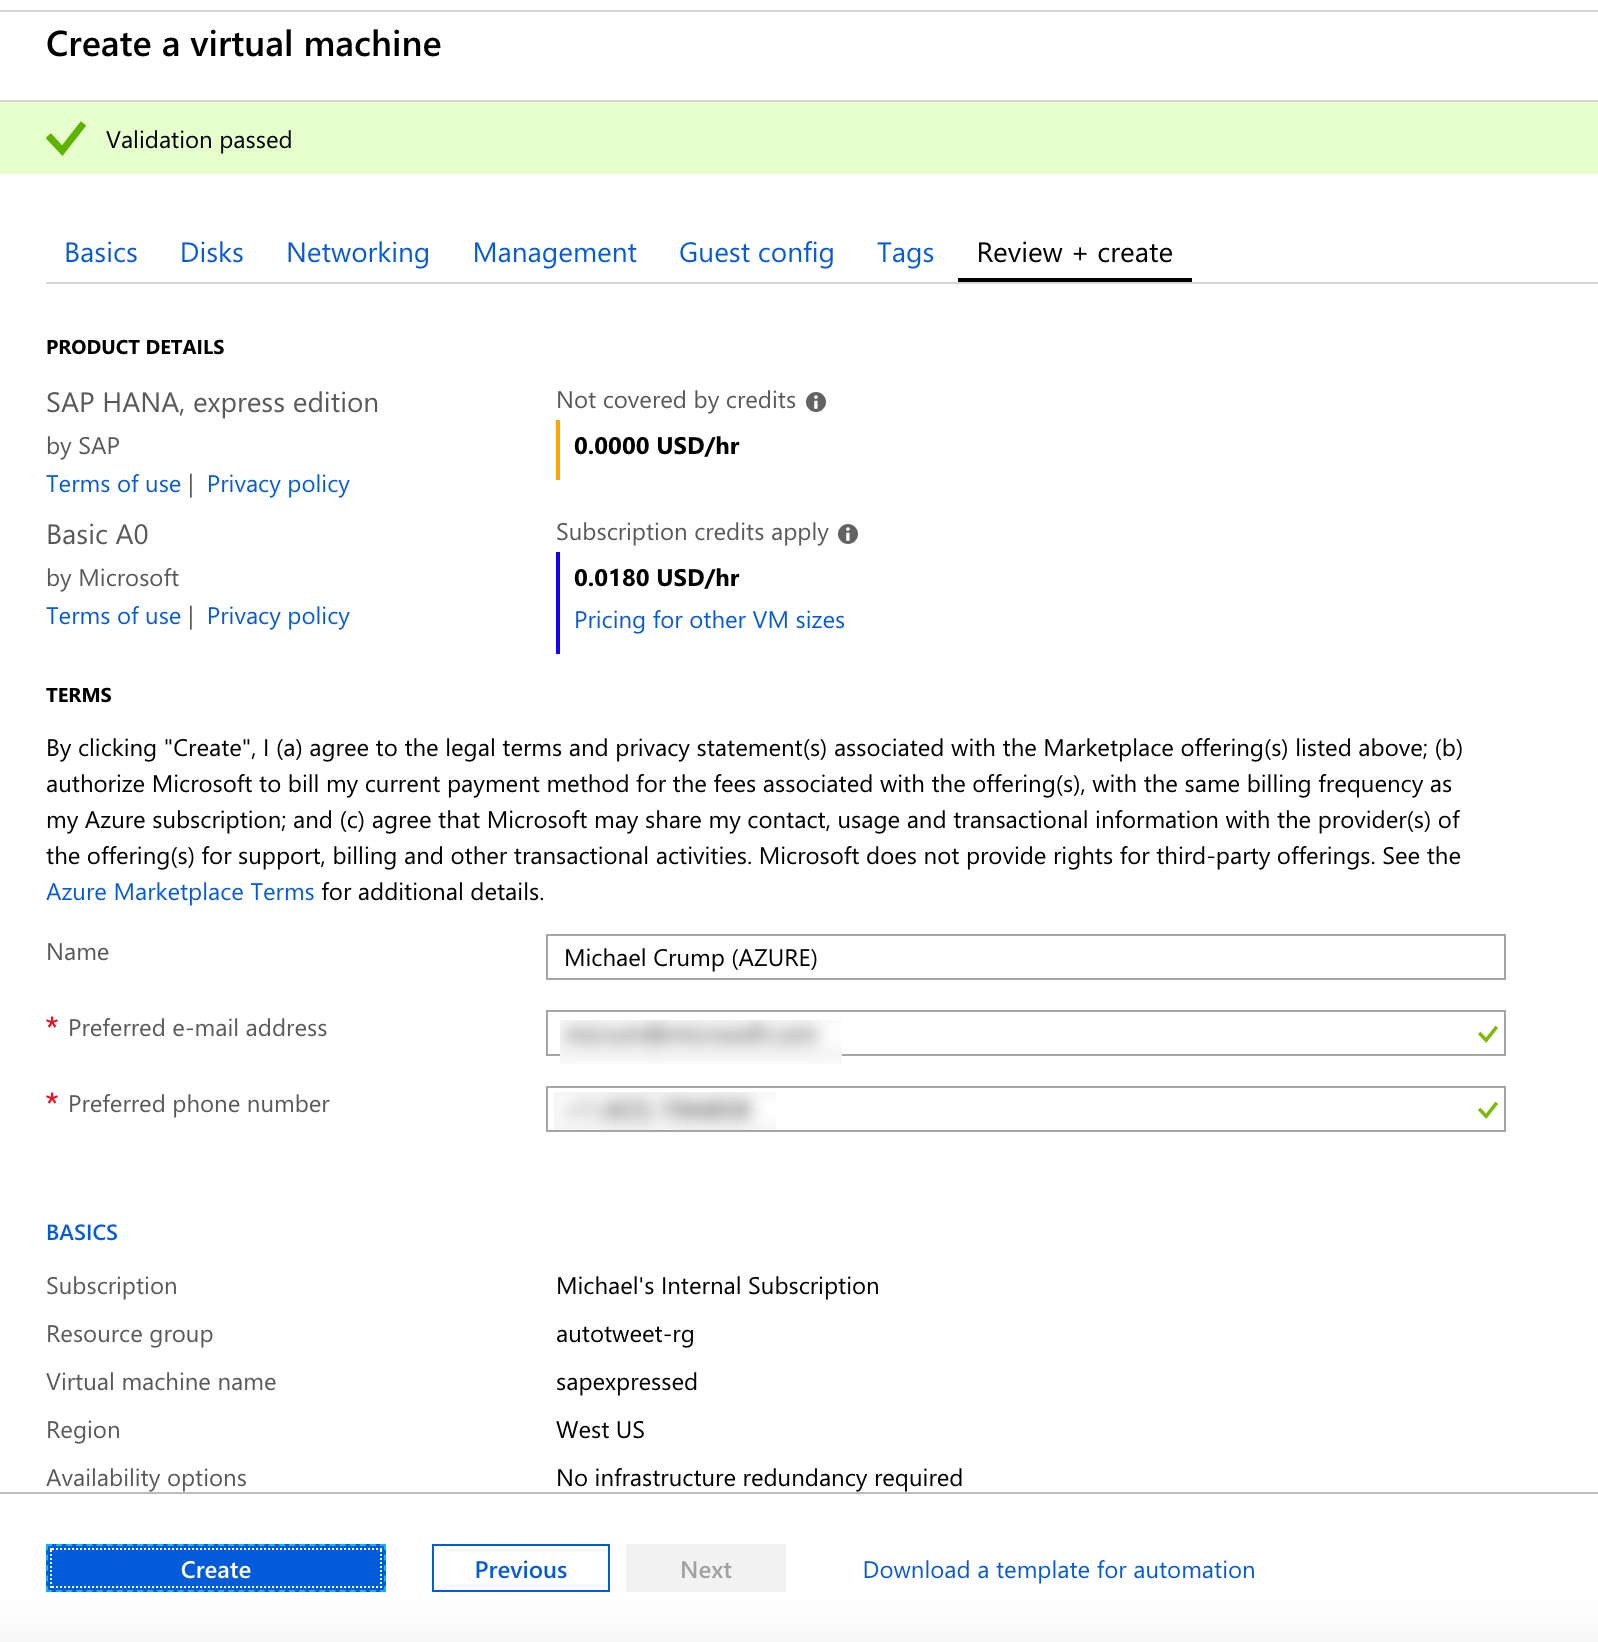 Create a virtual machine
Validation passed
Basics Disks Networking Management Guest config Tags Review + create
PRODUCT DETAILS
SAP HANA, express edition
by SAP
Terms of use | Privacy policy
Not covered by credits
0.0000 USD/hr
Basic A0
by Microsoft
Terms of use | Privacy policy
Subscription credits apply
0.0180 USD/hr
Pricing for other VM sizes
TERMS
By clicking "Create", I (a) agree to the legal terms and privacy statement(s) associated with the Marketplace offering(s) listed above; (b)
authorize Microsoft to bill my current payment method for the fees associated with the offering(s), with the same billing frequency as
my Azure subscription; and (c) agree that Microsoft may share my contact, usage and transactional information with the provider(s) of
the offering(s) for support, billing and other transactional activities. Microsoft does not provide rights for third-party offerings. See the
Azure Marketplace Terms for additional details.
Name Michael Crump (AZURE)
* Preferred e-mail address
* Preferred phone number
BASICS
Subscription Michael's Internal Subscription
Resource group autotweet-rg
Virtual machine name sapexpressed
Region West US
Availability options No infrastructure redundancy required
Create Previous Next Download a template for automation